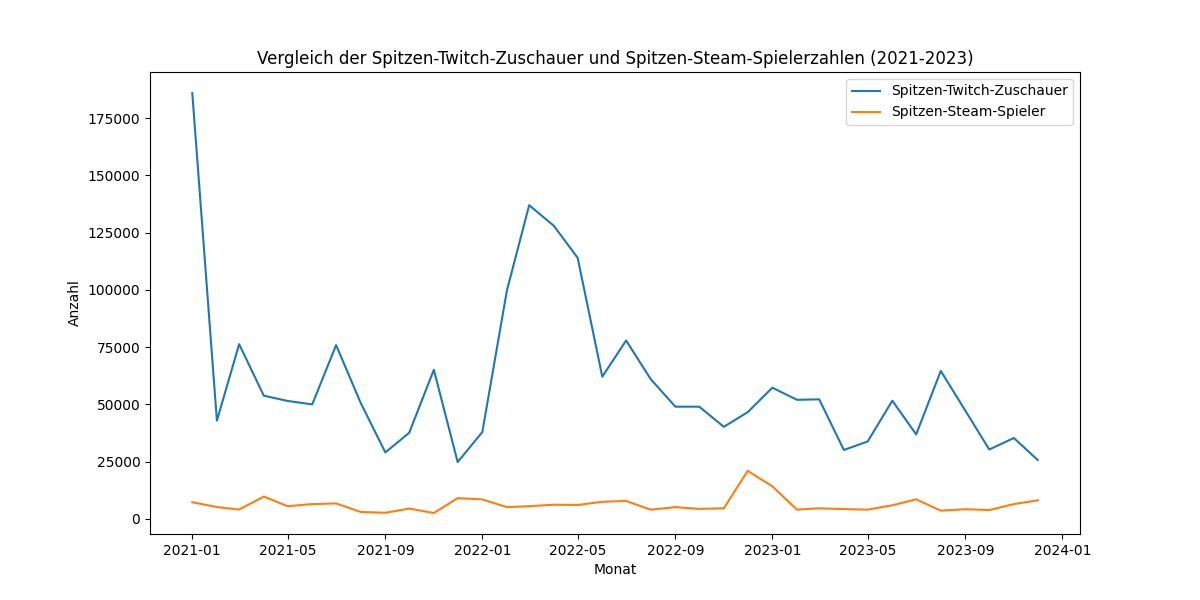 Vergleich der Spitzen-Twitch-Zuschauer und Spitzen-Steam-Spielerzahlen (2021-2023)
Spitzen-Twitch-Zuschauer
Spitzen-Steam-Spieler
175000
150000
125000
100000
75000
50000
25000
0
Anzahl
2021-01 2021-05 2021-09 2022-01 2022-05 2022-09 2023-01 2023-05 2023-09 2024-01
Monat